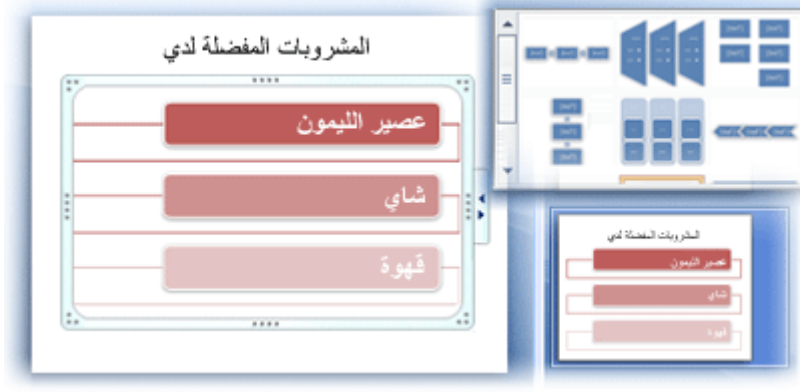 المشروبات المفضلة لدي
عصير الليمون
شاي
قهوة
المشروبات المفضلة لدي
عصير الليمون
شاي
قهوة